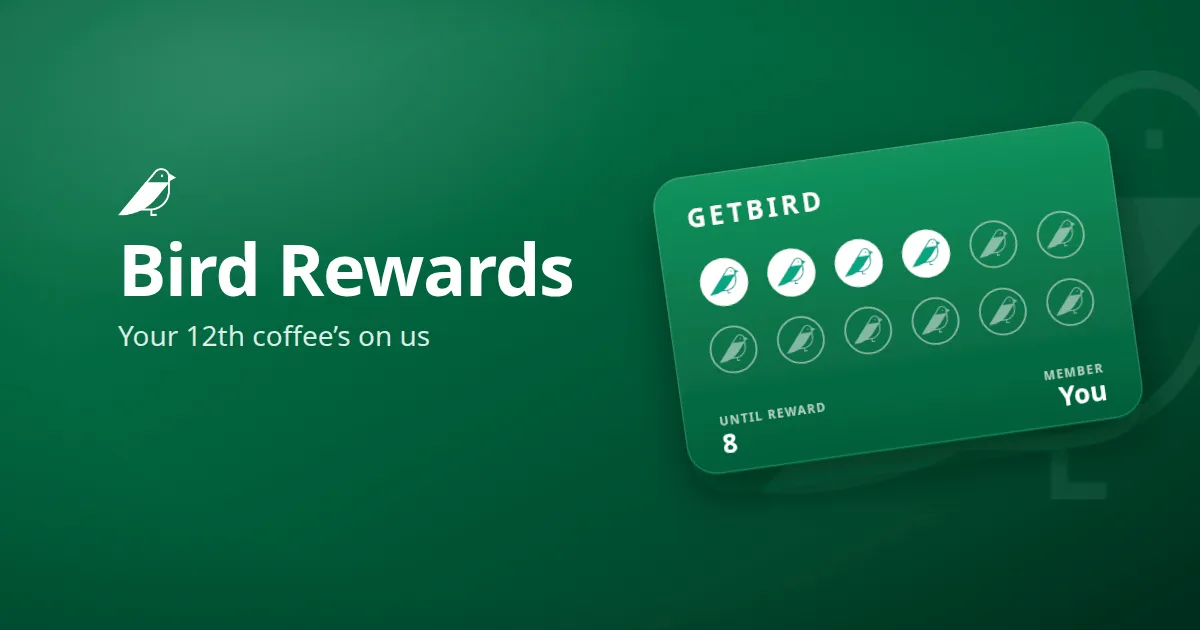 Bird Rewards
Your 12th coffee’s on us
GETBIRD
UNTIL REWARD
8
MEMBER
You